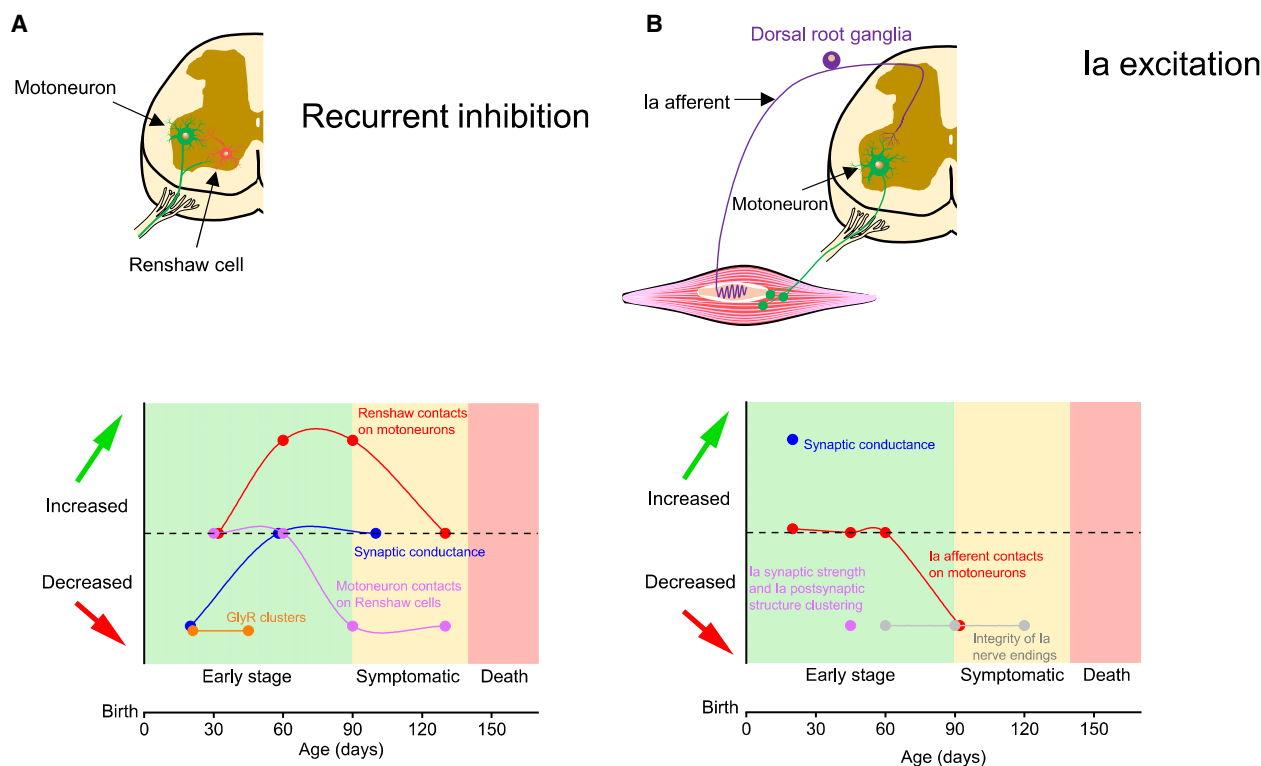 A
Motoneuron
Recurrent inhibition
Renshaw cell
Increased
Decreased
Renshaw contacts
on motoneurons
Synaptic conductance
Motoneuron contacts
on Renshaw cells
GlyR clusters
Early stage
Symptomatic
Death
Birth
0
30
60
90
120
150
Age (days)
B
Dorsal root ganglia
Ia excitation
Ia afferent
Motoneuron
Increased
Decreased
Synaptic conductance
Ia afferent contacts
on motoneurons
Ia synaptic strength
and Ia postsynaptic
structure clustering
Integrity of Ia
nerve endings
Early stage
Symptomatic
Death
Birth
0
30
60
90
120
150
Age (days)